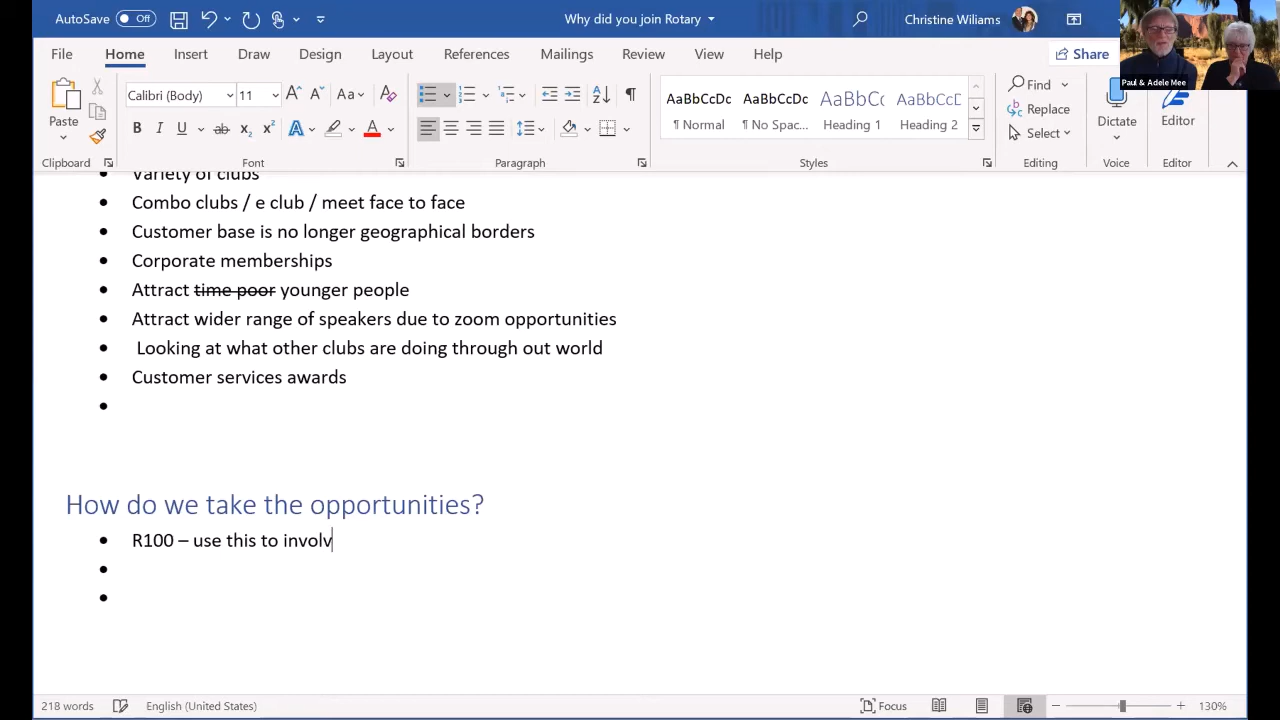 AutoSave Off
Why did you join Rotary
Christine Wiliams
Paul & Adele Mee
File Home Insert Draw Design Layout References Mailings Review View Help Share
Paste
Calibri (Body) 11
Aa
B I U ab x₂ x² A A
AaBbCcDc AaBbCcDc AaBbCc AaBbCcD
¶ Normal ¶ No Spac... Heading 1 Heading 2
Find
Replace
Select
Dictate
Editor
Clipboard Font Paragraph Styles Editing Voice Editor
Variety of clubs
• Combo clubs / e club / meet face to face
• Customer base is no longer geographical borders
• Corporate memberships
• Attract time poor younger people
• Attract wider range of speakers due to zoom opportunities
• Looking at what other clubs are doing through out world
• Customer services awards
•
How do we take the opportunities?
• R100 – use this to involv
•
•
218 words English (United States) Focus 130%